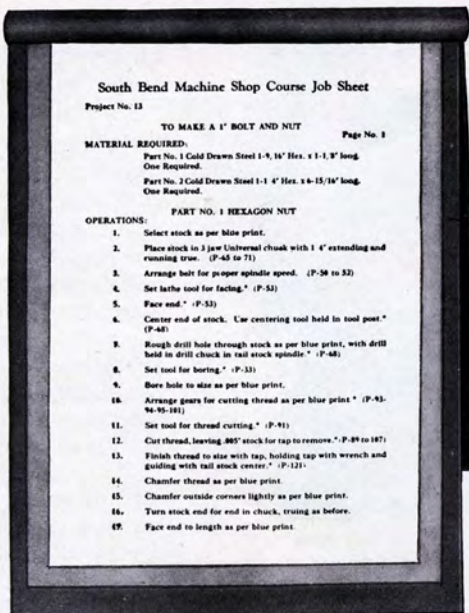 South Bend Machine Shop Course Job Sheet
Project No. 13
TO MAKE A 1" BOLT AND NUT
Page No. 1
MATERIAL REQUIRED:
Part No. 1 Cold Drawn Steel 1-9, 16" Hex. x 1-1, 8" long.
One Required.
Part No. 2 Cold Drawn Steel 1-1 4" Hex. x 6-15/16" long.
One Required.
PART NO. 1 HEXAGON NUT
OPERATIONS:
1. Select stock as per blue print.
2. Place stock in 3 jaw Universal chuck with 1 4" extending and
running true. (P-65 to 71)
3. Arrange belt for proper spindle speed. (P-50 to 52)
4. Set lathe tool for facing.* (P-53)
5. Face end.* (P-53)
6. Center end of stock. Use centering tool held in tool post.*
(P-68)
7. Rough drill hole through stock as per blue print, with drill
held in drill chuck in tail stock spindle.* (P-68)
8. Set tool for boring.* (P-33)
9. Bore hole to size as per blue print.
10. Arrange gears for cutting thread as per blue print.* (P-93-
94-95-101)
11. Set tool for thread cutting.* (P-91)
12. Cut thread, leaving .005" stock for tap to remove.* (P-89 to 107)
13. Finish thread to size with tap, holding tap with wrench and
guiding with tail stock center.* (P-121)
14. Chamfer thread as per blue print.
15. Chamfer outside corners lightly as per blue print.
16. Turn stock end for end in chuck, truing as before.
17. Face end to length as per blue print.